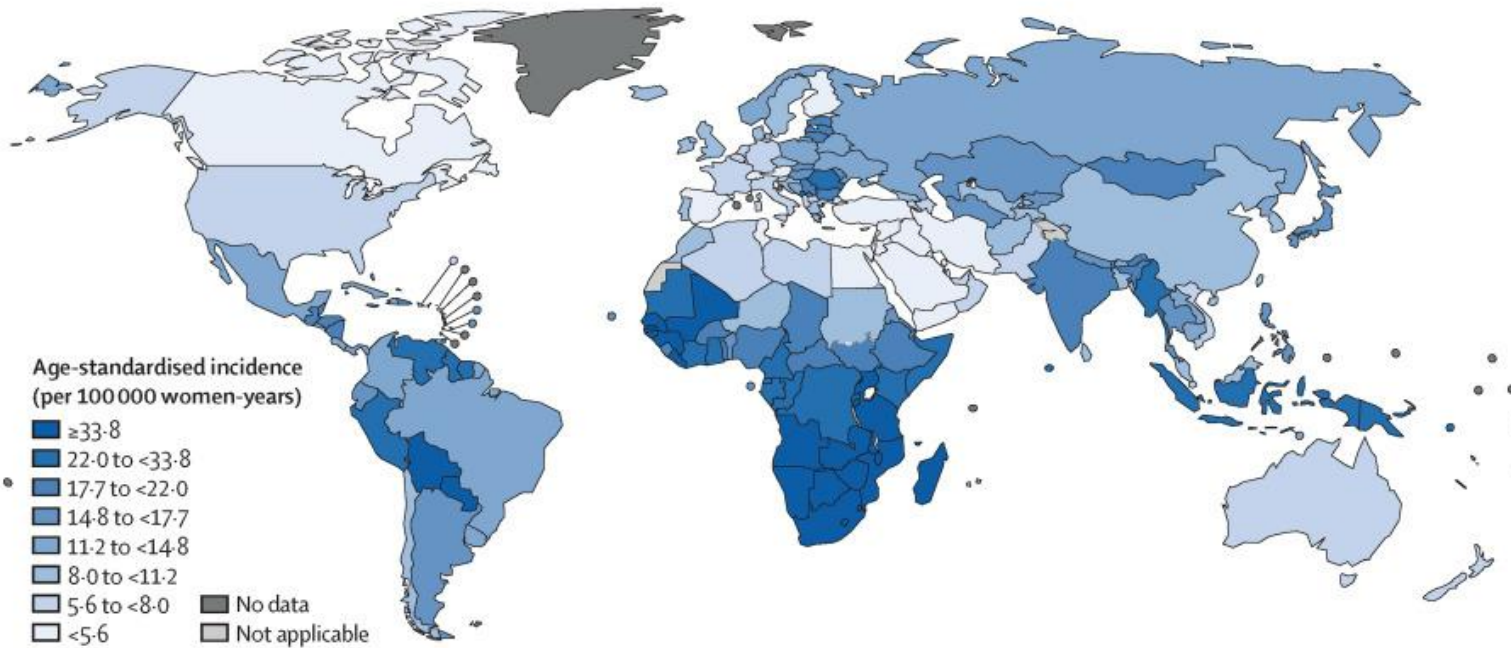 Age-standardised incidence
(per 100 000 women-years)
≥33·8
22·0 to <33·8
17·7 to <22·0
14·8 to <17·7
11·2 to <14·8
8·0 to <11·2
5·6 to <8·0
<5·6
No data
Not applicable